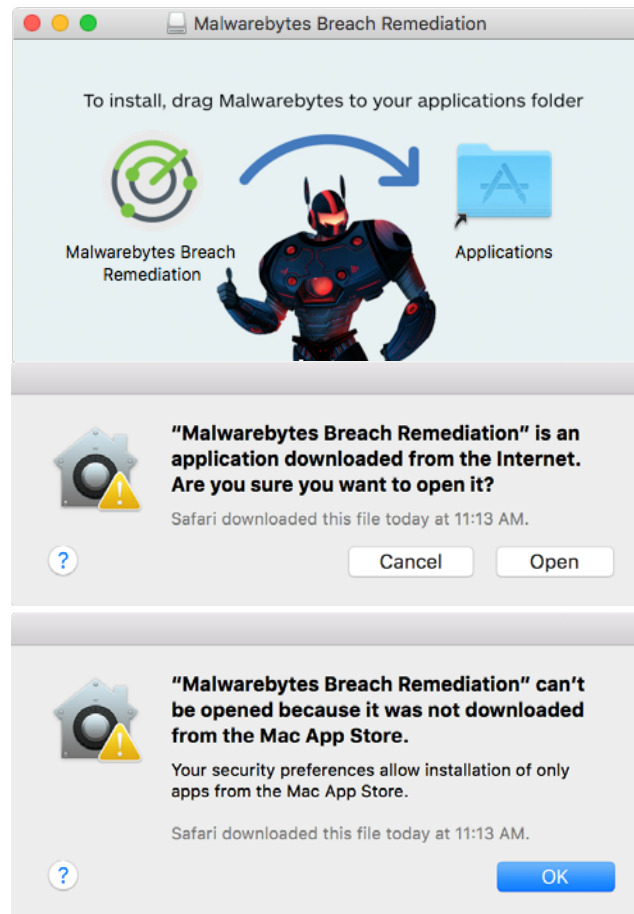 Malwarebytes Breach Remediation
To install, drag Malwarebytes to your applications folder
Malwarebytes Breach
Remediation
Applications
“Malwarebytes Breach Remediation” is an
application downloaded from the Internet.
Are you sure you want to open it?
Safari downloaded this file today at 11:13 AM.
?
Cancel
Open
“Malwarebytes Breach Remediation” can’t
be opened because it was not downloaded
from the Mac App Store.
Your security preferences allow installation of only
apps from the Mac App Store.
Safari downloaded this file today at 11:13 AM.
?
OK